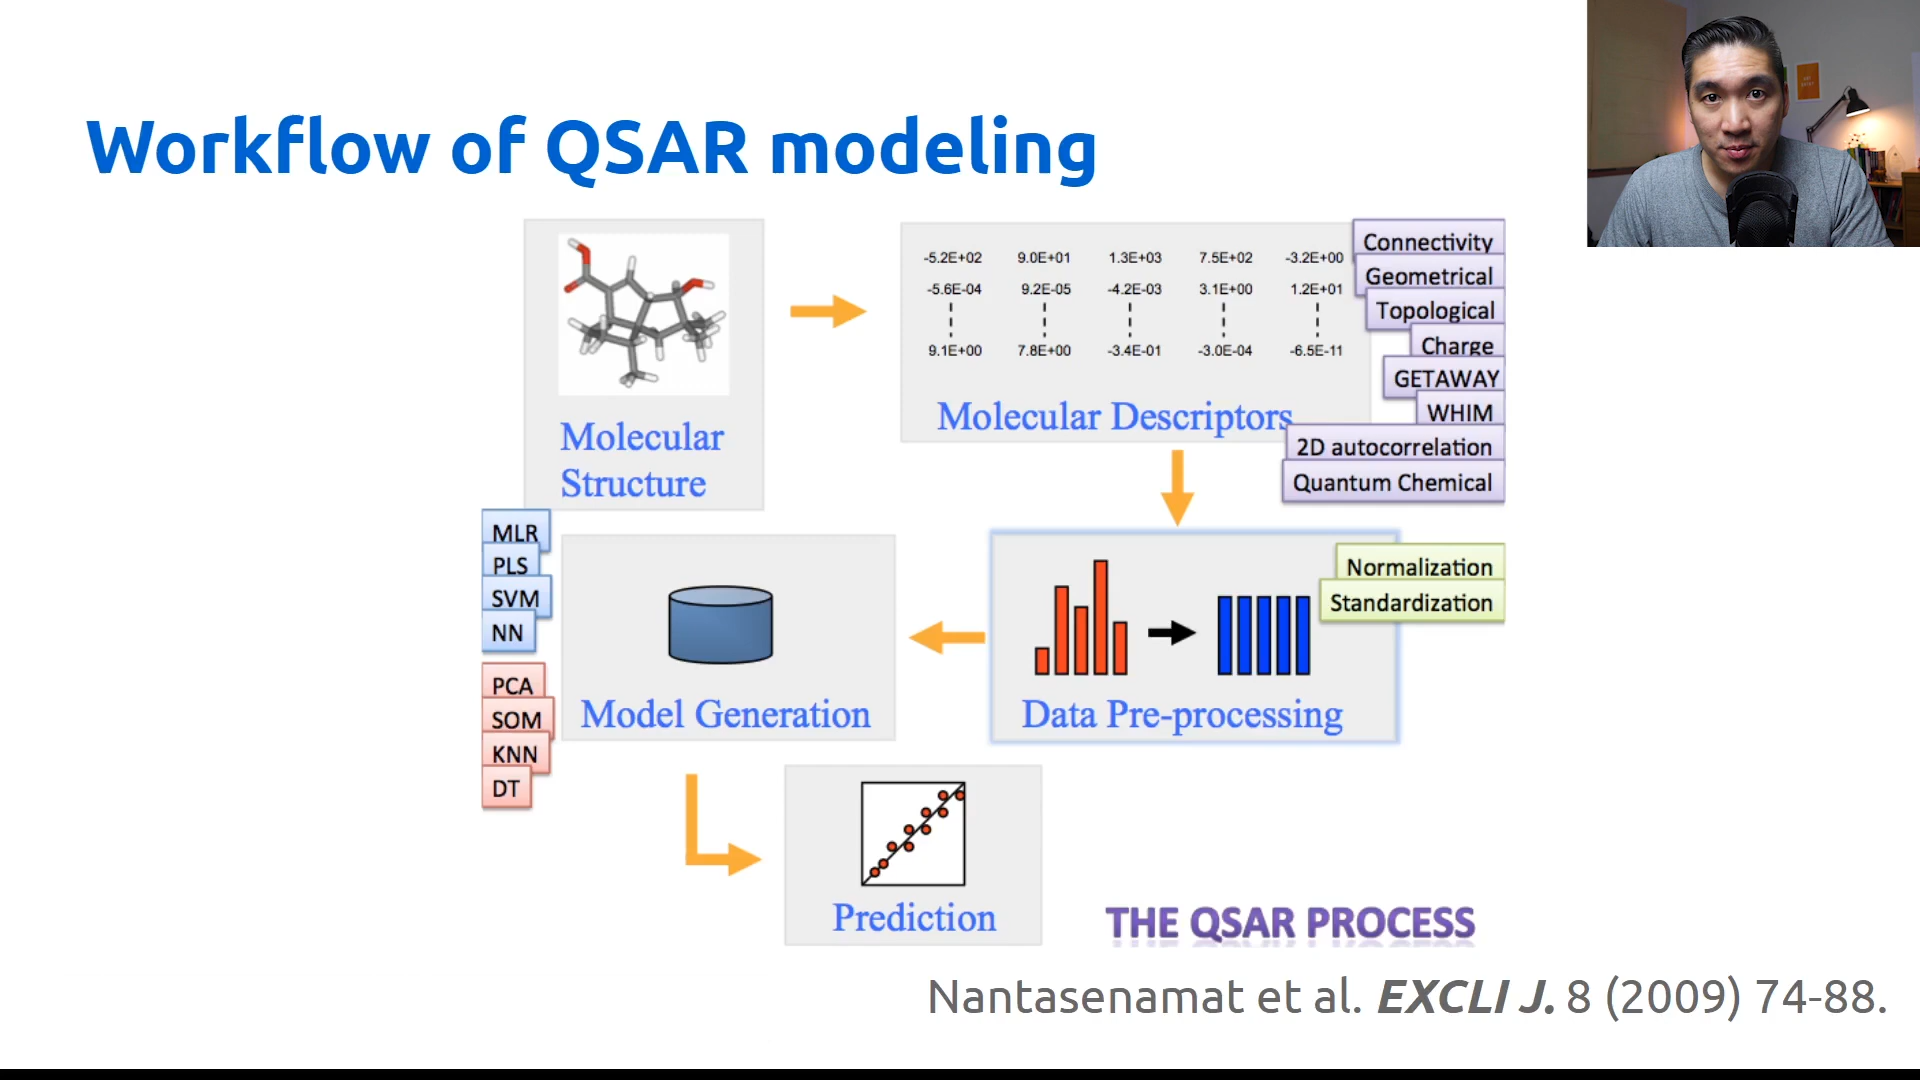 Workflow of QSAR modeling
Molecular
Structure
-5.2E+02 9.0E+01 1.3E+03 7.5E+02 -3.2E+00
-5.6E-04 9.2E-05 -4.2E-03 3.1E+00 1.2E+01
9.1E+00 7.8E+00 -3.4E-01 -3.0E-04 -6.5E-11
Molecular Descriptors
Connectivity
Geometrical
Topological
Charge
GETAWAY
WHIM
2D autocorrelation
Quantum Chemical
Normalization
Standardization
Data Pre-processing
MLR
PLS
SVM
NN
PCA
SOM
KNN
DT
Model Generation
Prediction
THE QSAR PROCESS
Nantasenamat et al. EXCLI J. 8 (2009) 74-88.